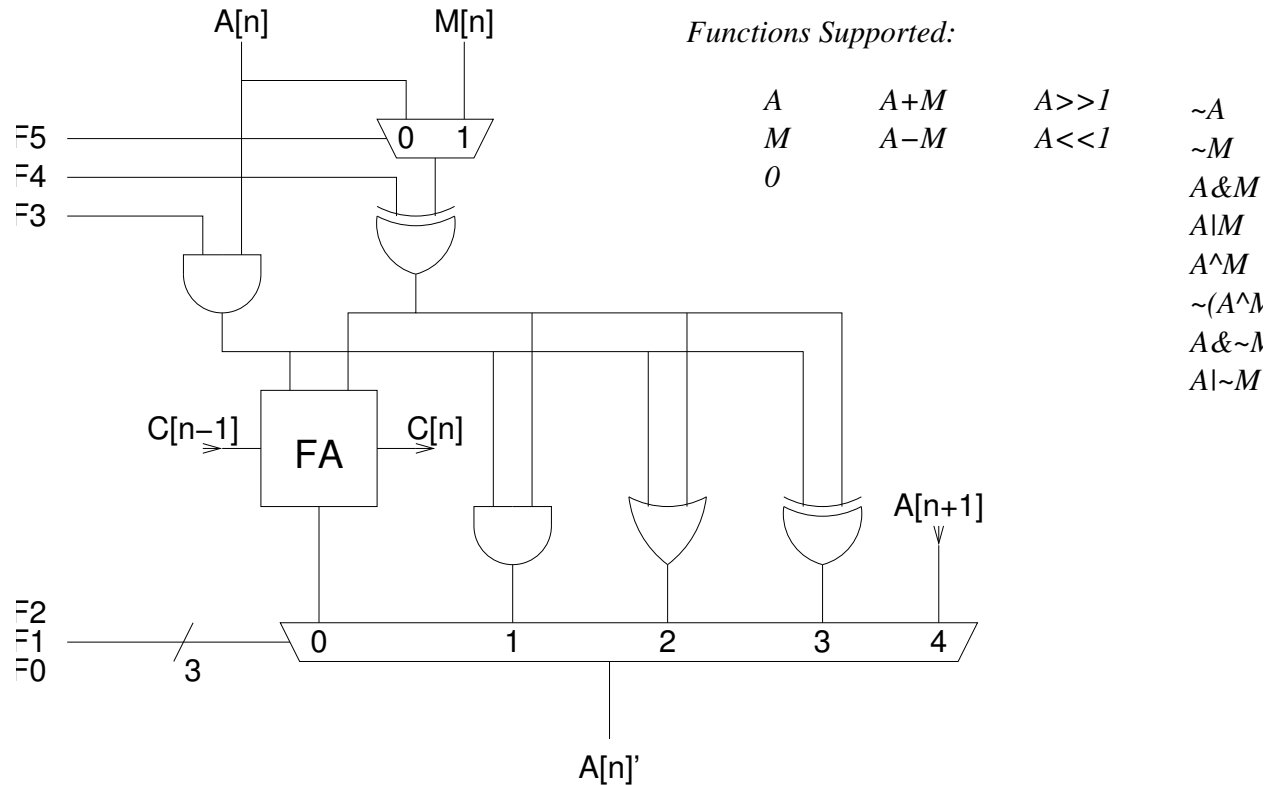 A[n] M[n]
Functions Supported:
A A+M A>>1 ~A
M A−M A<<1 ~M
0 A&M
A|M
A^M
~(A^M
A&~M
A|~M
F5 0 1
F4
F3
C[n−1] C[n]
FA
A[n+1]
F2
F1 0 1 2 3 4
F0 3
A[n]’